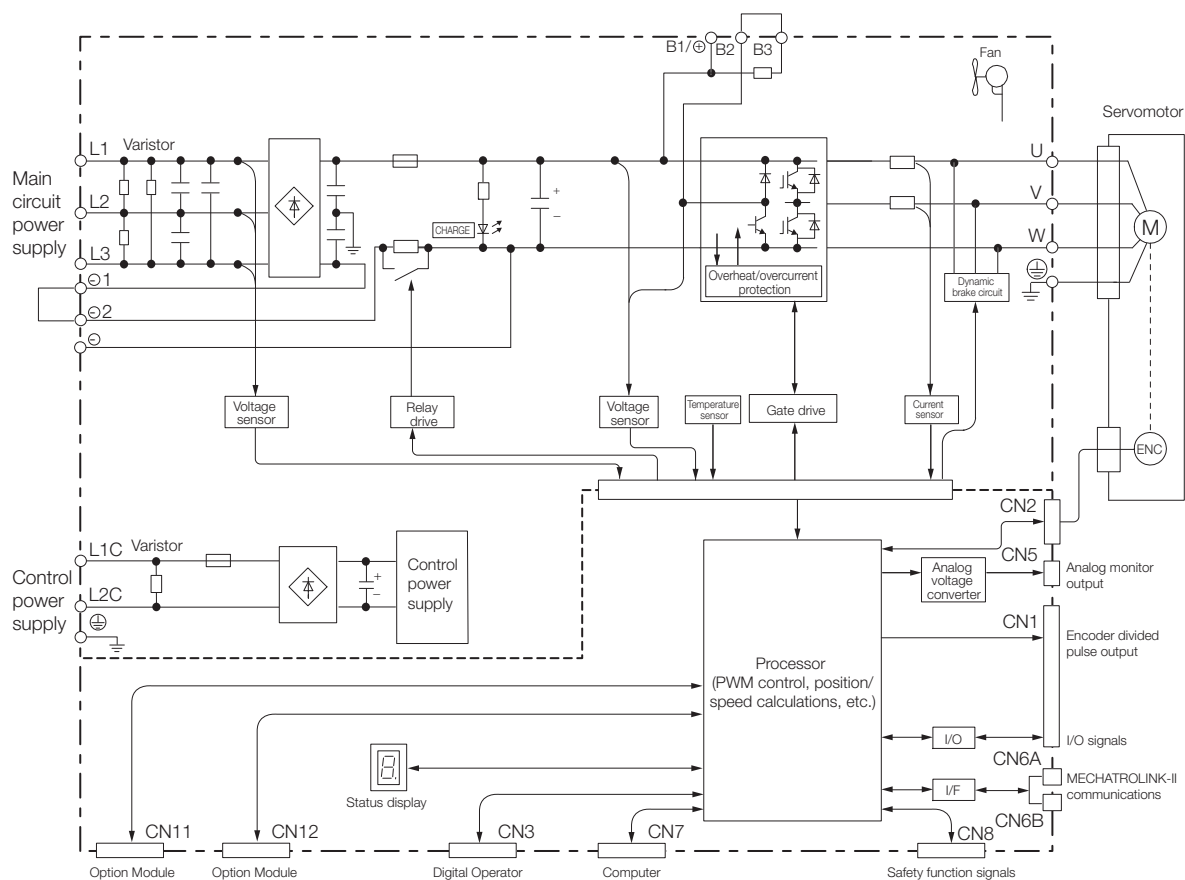 B1/⊕ B2 B3
Fan
Servomotor
L1 Varistor
U
Main
circuit
power
supply
L2
V
CHARGE
+
–
M
L3
W
⊖1
Overheat/overcurrent
protection
Dynamic
brake circuit
⊖2
⊖
Voltage
sensor
Relay
drive
Voltage
sensor
Temperature
sensor
Gate drive
Current
sensor
ENC
CN2
L1C Varistor
CN5
Control
power
supply
L2C
+
–
Control
power
supply
Analog
voltage
converter
Analog monitor
output
CN1
Encoder divided
pulse output
Processor
(PWM control, position/
speed calculations, etc.)
I/O
I/O signals
CN6A
Status display
I/F
MECHATROLINK-II
communications
CN6B
CN11 CN12 CN3 CN7 CN8
Option Module Option Module Digital Operator Computer Safety function signals